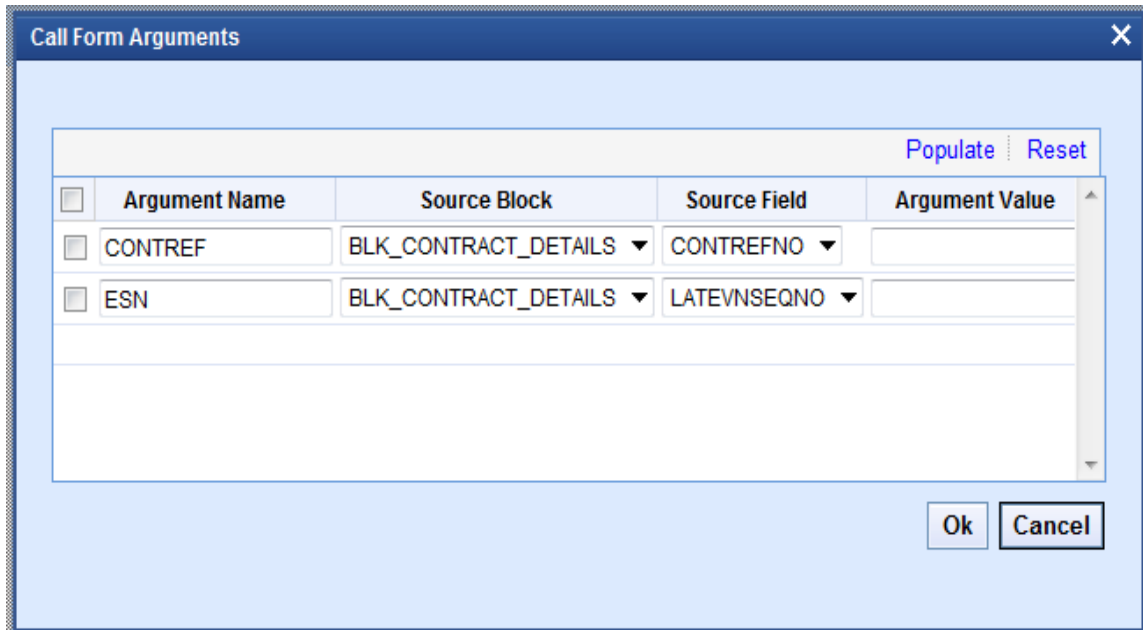 Call Form Arguments
Populate Reset
Argument Name Source Block Source Field Argument Value
CONTREF BLK_CONTRACT_DETAILS CONTREFNO
ESN BLK_CONTRACT_DETAILS LATEVNSEQNO
Ok Cancel